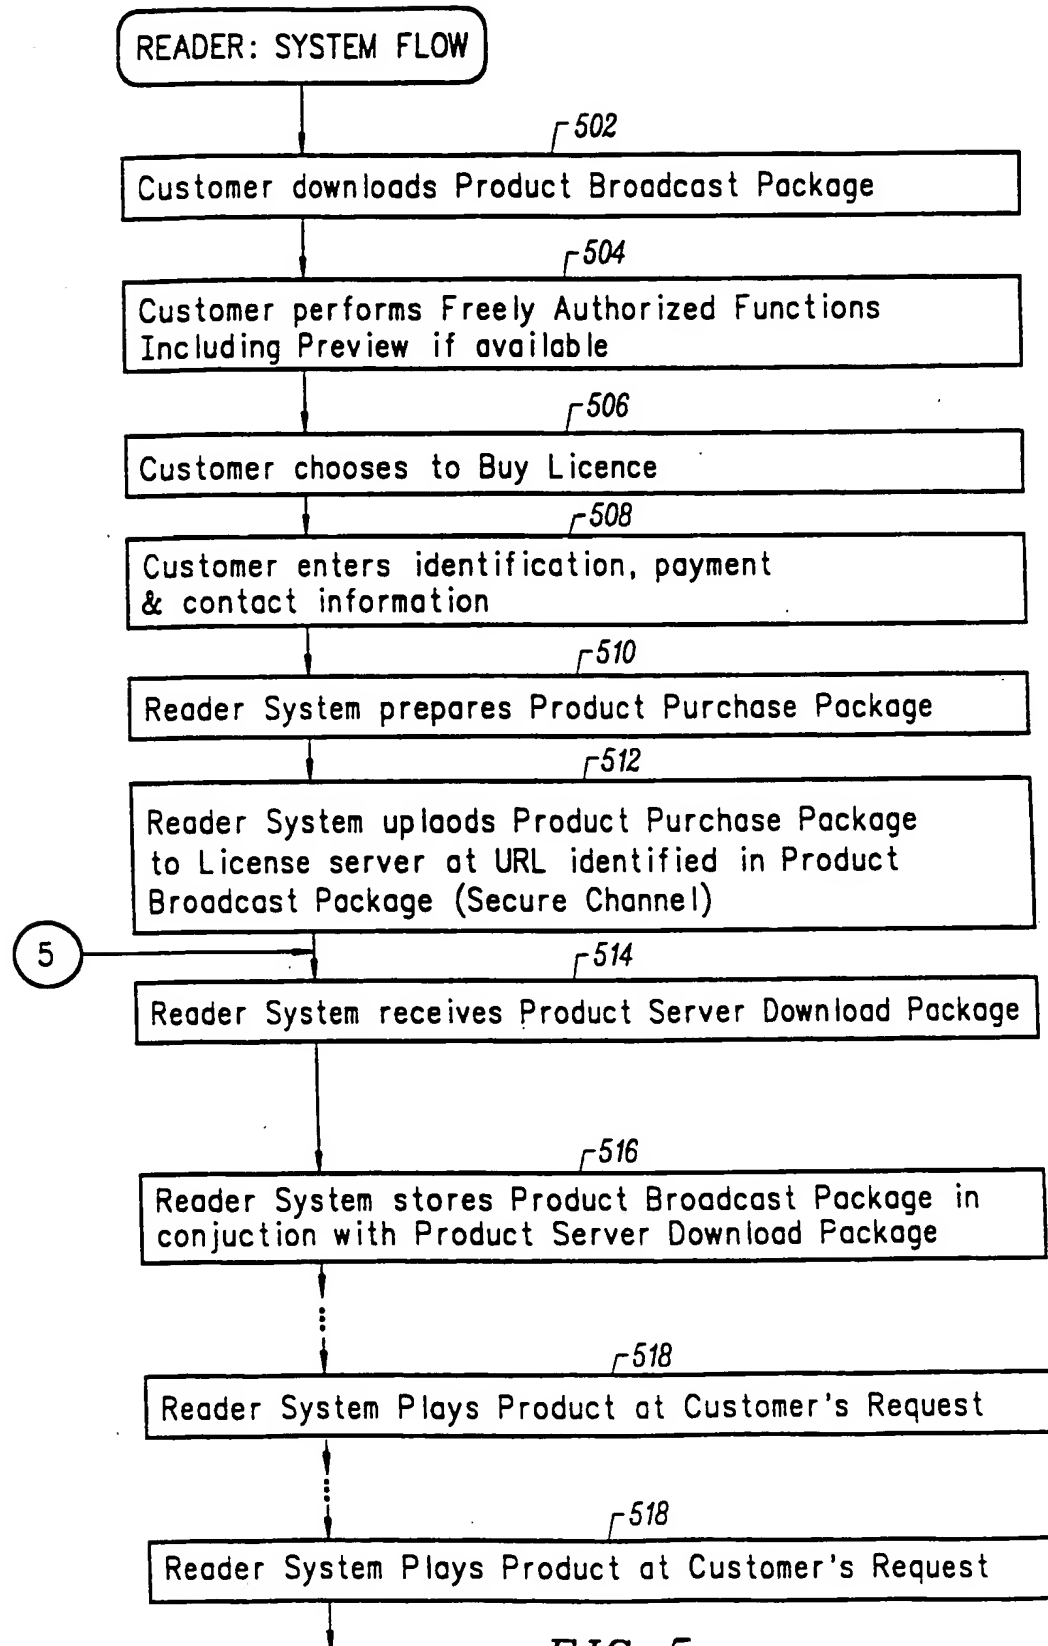 READER: SYSTEM FLOW
502
Customer downloads Product Broadcast Package
504
Customer performs Freely Authorized Functions
Including Preview if available
506
Customer chooses to Buy Licence
508
Customer enters identification, payment
& contact information
510
Reader System prepares Product Purchase Package
512
Reader System uplaods Product Purchase Package
to License server at URL identified in Product
Broadcast Package (Secure Channel)
5
514
Reader System receives Product Server Download Package
516
Reader System stores Product Broadcast Package in
conjuction with Product Server Download Package
518
Reader System Plays Product at Customer's Request
518
Reader System Plays Product at Customer's Request
FIG. 5